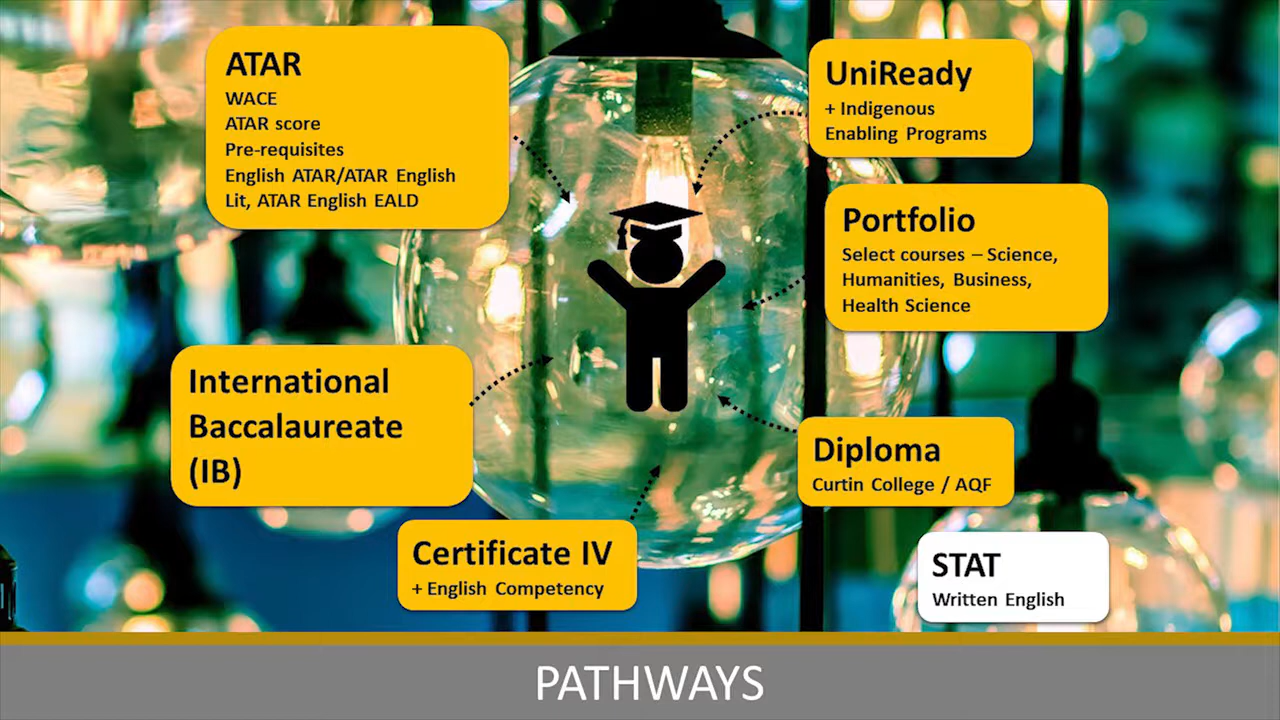 ATAR
WACE
ATAR score
Pre-requisites
English ATAR/ATAR English
Lit, ATAR English EALD
UniReady
+ Indigenous
Enabling Programs
Portfolio
Select courses – Science,
Humanities, Business,
Health Science
International
Baccalaureate
(IB)
Diploma
Curtin College / AQF
Certificate IV
+ English Competency
STAT
Written English
PATHWAYS